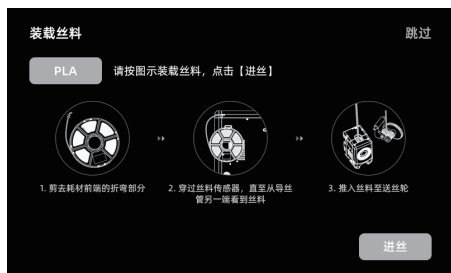 装载丝料
跳过
PLA
请按图示装载丝料，点击【进丝】
1. 剪去耗材前端的折弯部分
2. 穿过丝料传感器，直至从导丝
管另一端看到丝料
3. 推入丝料至送丝轮
进丝